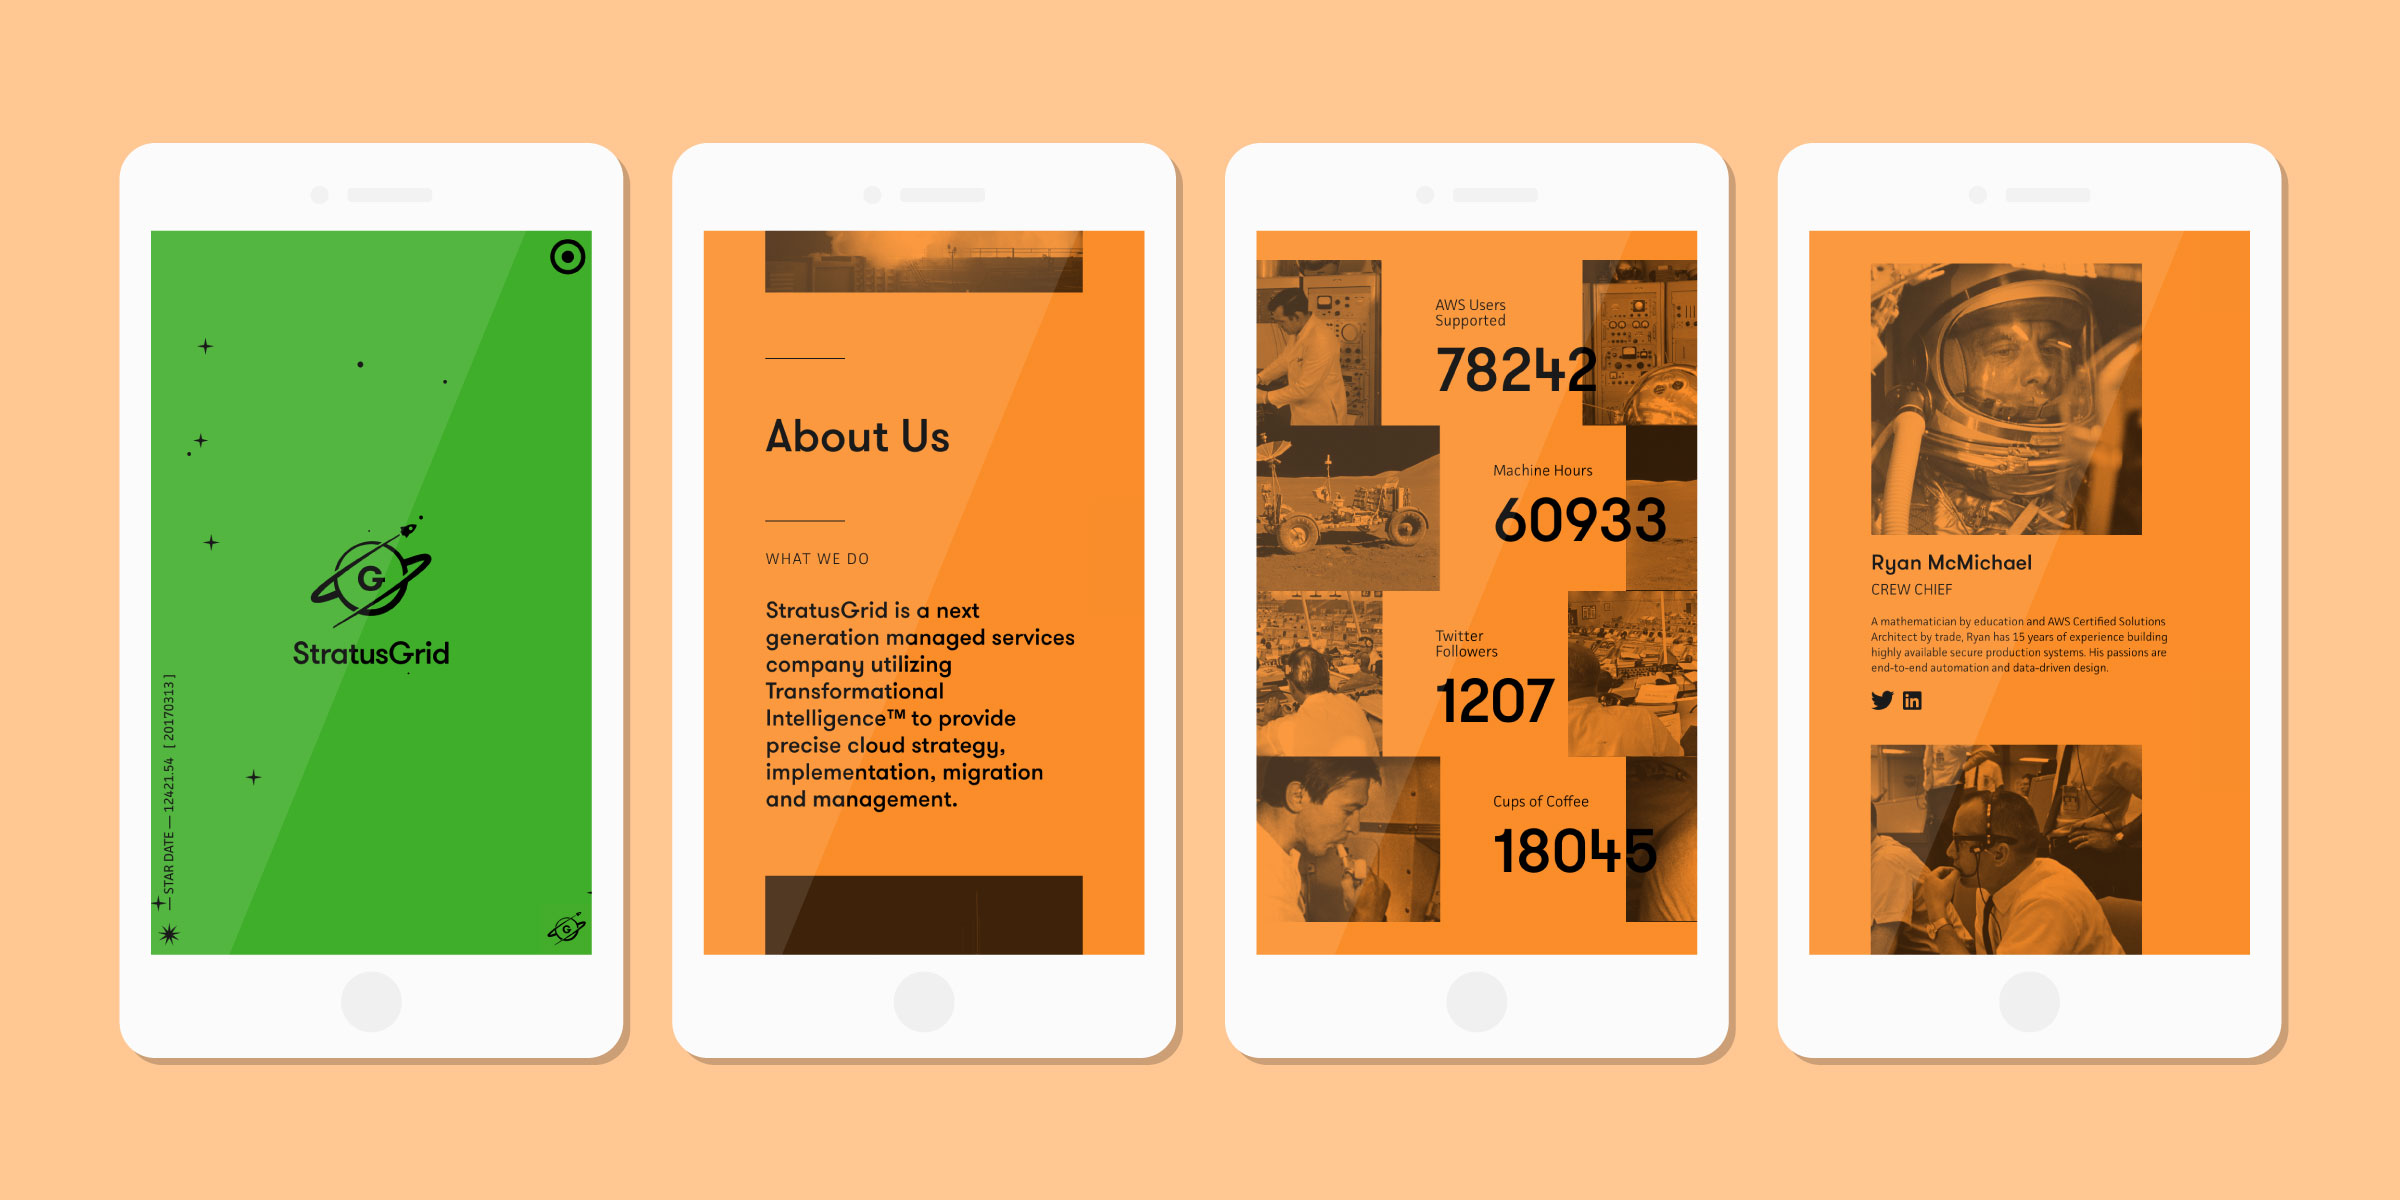 G
StratusGrid
— STAR DATE — 12421.54 [ 20170313 ]
G
About Us
WHAT WE DO
StratusGrid is a next
generation managed services
company utilizing
Transformational
Intelligence™ to provide
precise cloud strategy,
implementation, migration
and management.
AWS Users
Supported
78242
Machine Hours
60933
Twitter
Followers
1207
Cups of Coffee
18045
Ryan McMichael
CREW CHIEF
A mathematician by education and AWS Certified Solutions
Architect by trade, Ryan has 15 years of experience building
highly available secure production systems. His passions are
end-to-end automation and data-driven design.
in